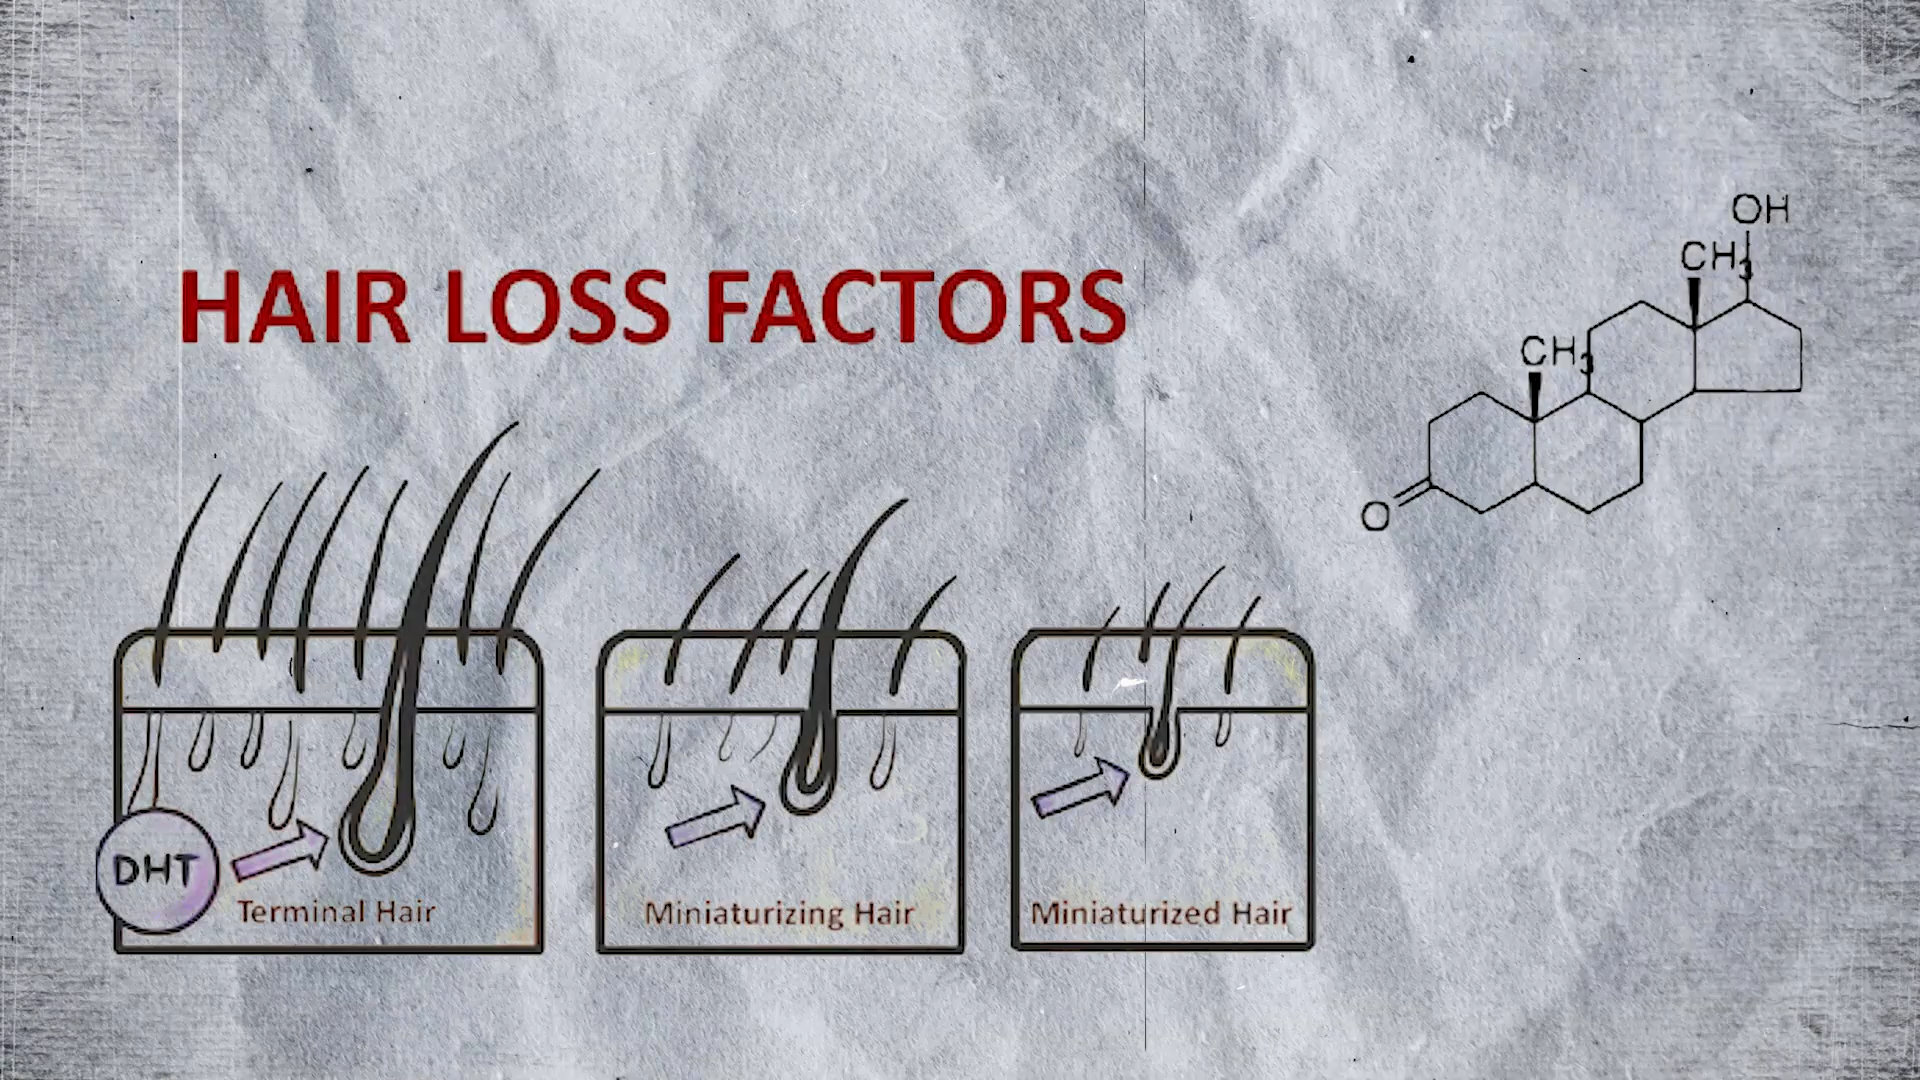 HAIR LOSS FACTORS
OH
CH3
CH3
O
DHT
Terminal Hair
Miniaturizing Hair
Miniaturized Hair